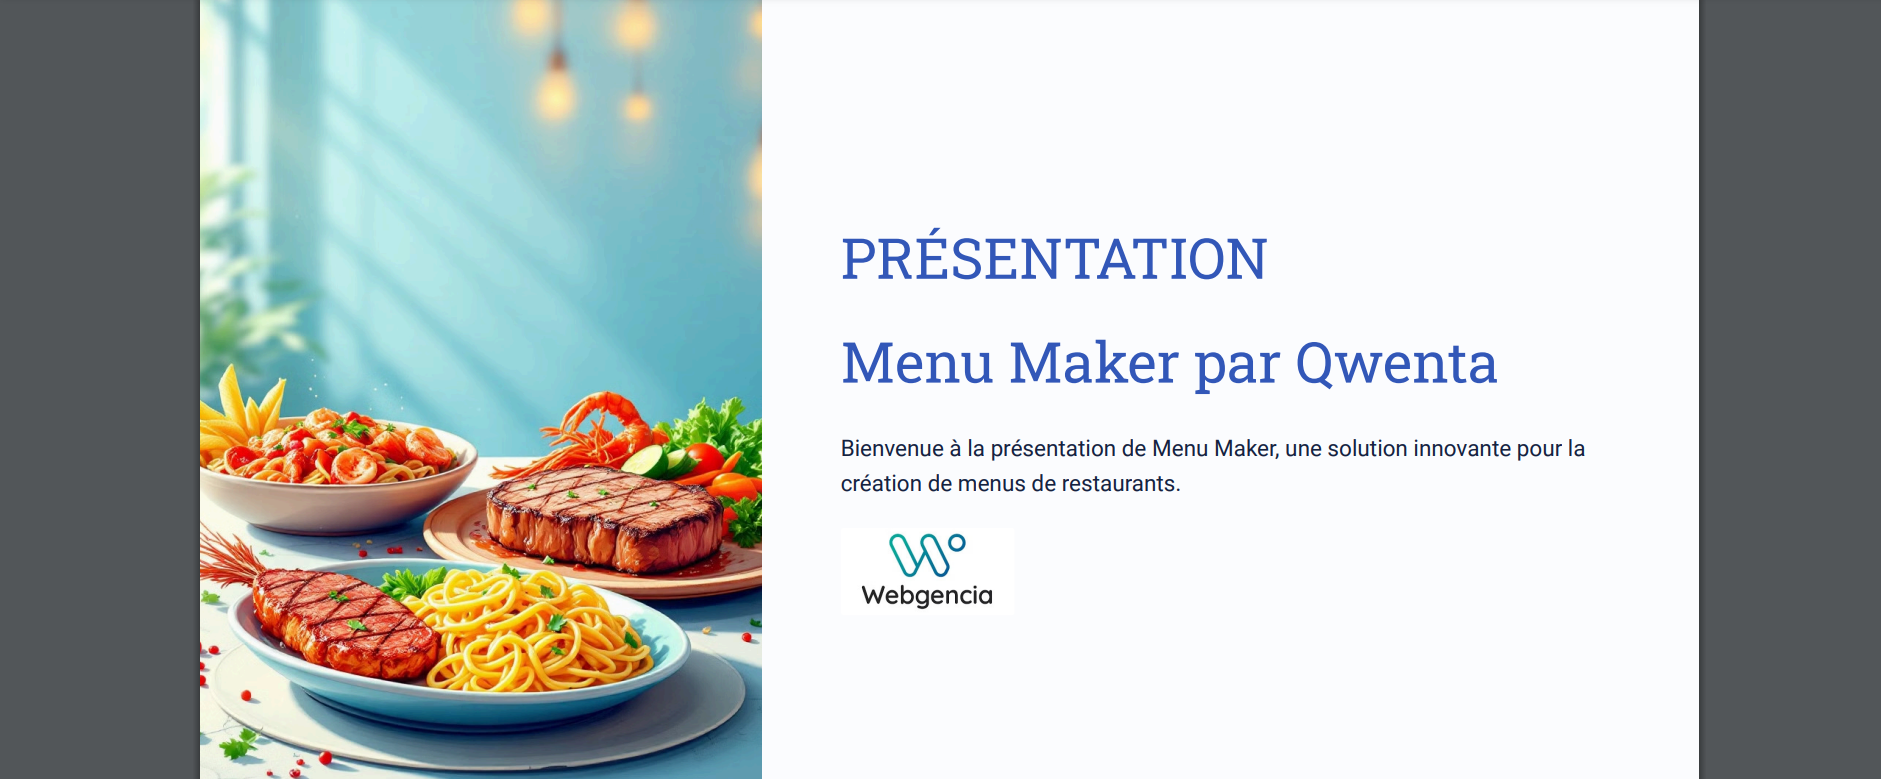 PRÉSENTATION
Menu Maker par Qwenta
Bienvenue à la présentation de Menu Maker, une solution innovante pour la
création de menus de restaurants.
Webgencia